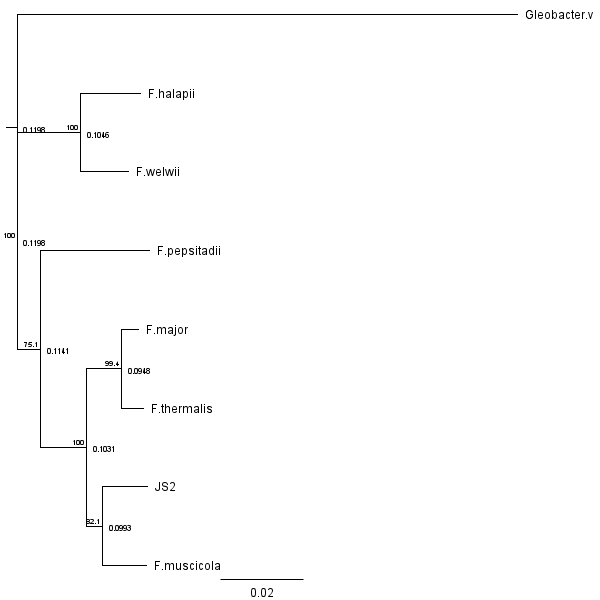 Gleobacter.v
F.halapii
0.1198
100
0.1046
F.welwii
100
0.1198
F.pepsitadii
F.major
75.1
0.1141
99.4
0.0948
F.thermalis
100
0.1031
JS2
82.1
0.0993
F.muscicola
0.02